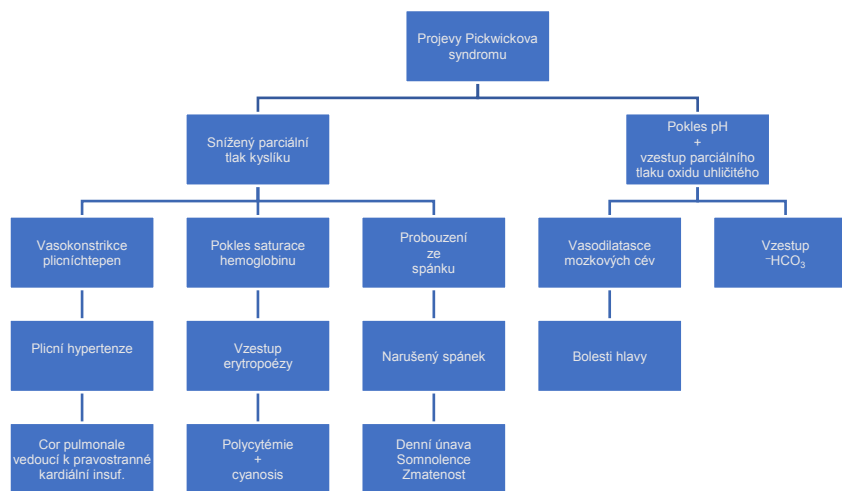 Projevy Pickwickova
syndromu
Snížený parciální
tlak kyslíku
Pokles pH
+
vzestup parciálního
tlaku oxidu uhličitého
Vasokonstrikce
plicníchtepen
Pokles saturace
hemoglobinu
Probouzení
ze
spánku
Vasodilatasce
mozkových cév
Vzestup
⁻HCO₃
Plicní hypertenze
Vzestup
erytropoézy
Narušený spánek
Bolesti hlavy
Cor pulmonale
vedoucí k pravostranné
kardiální insuf.
Polycytémie
+
cyanosis
Denní únava
Somnolence
Zmatenost